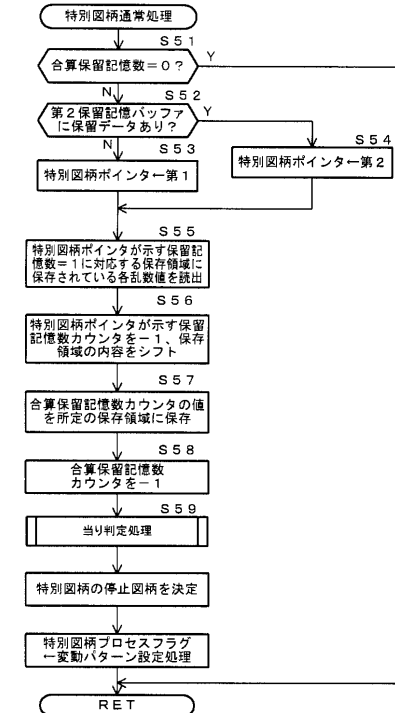 特別図柄通常処理
S51
合算保留記憶数=0?
Y
N
S52
第2保留記憶バッファ
に保留データあり?
Y
N
S53
特別図柄ポインタ←第1
S54
特別図柄ポインタ←第2
S55
特別図柄ポインタが示す保留記
憶数=1に対応する保存領域に
保存されている各乱数値を読出
S56
特別図柄ポインタが示す保留
記憶数カウンタを-1、保存
領域の内容をシフト
S57
合算保留記憶数カウンタの値
を所定の保存領域に保存
S58
合算保留記憶数
カウンタを-1
S59
当り判定処理
特別図柄の停止図柄を決定
特別図柄プロセスフラグ
←変動パターン設定処理
RET